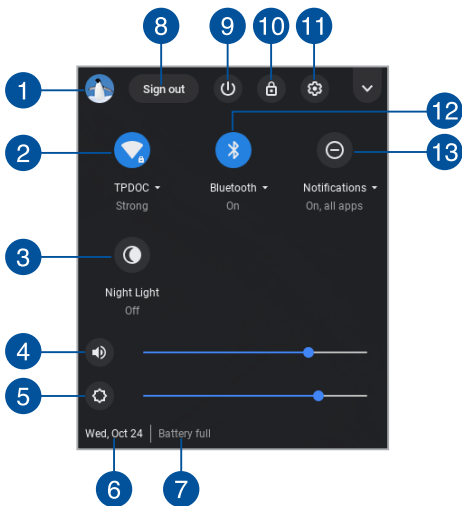 8
9
10
11
1
Sign out
12
2
13
TPDOC
Bluetooth
Notifications
Strong
On
On, all apps
3
Night Light
Off
4
5
Wed, Oct 24
Battery full
6
7